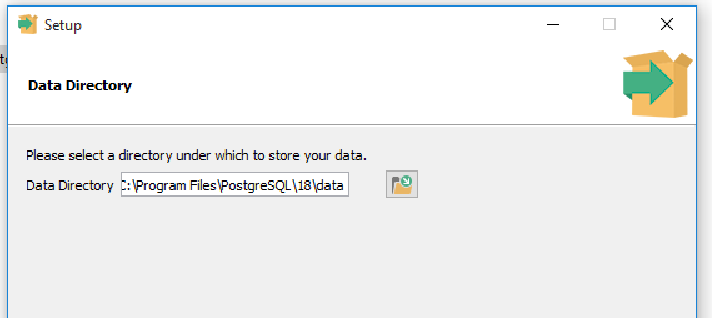 Setup
Data Directory
Please select a directory under which to store your data.
Data Directory C:\Program Files\PostgreSQL\18\data